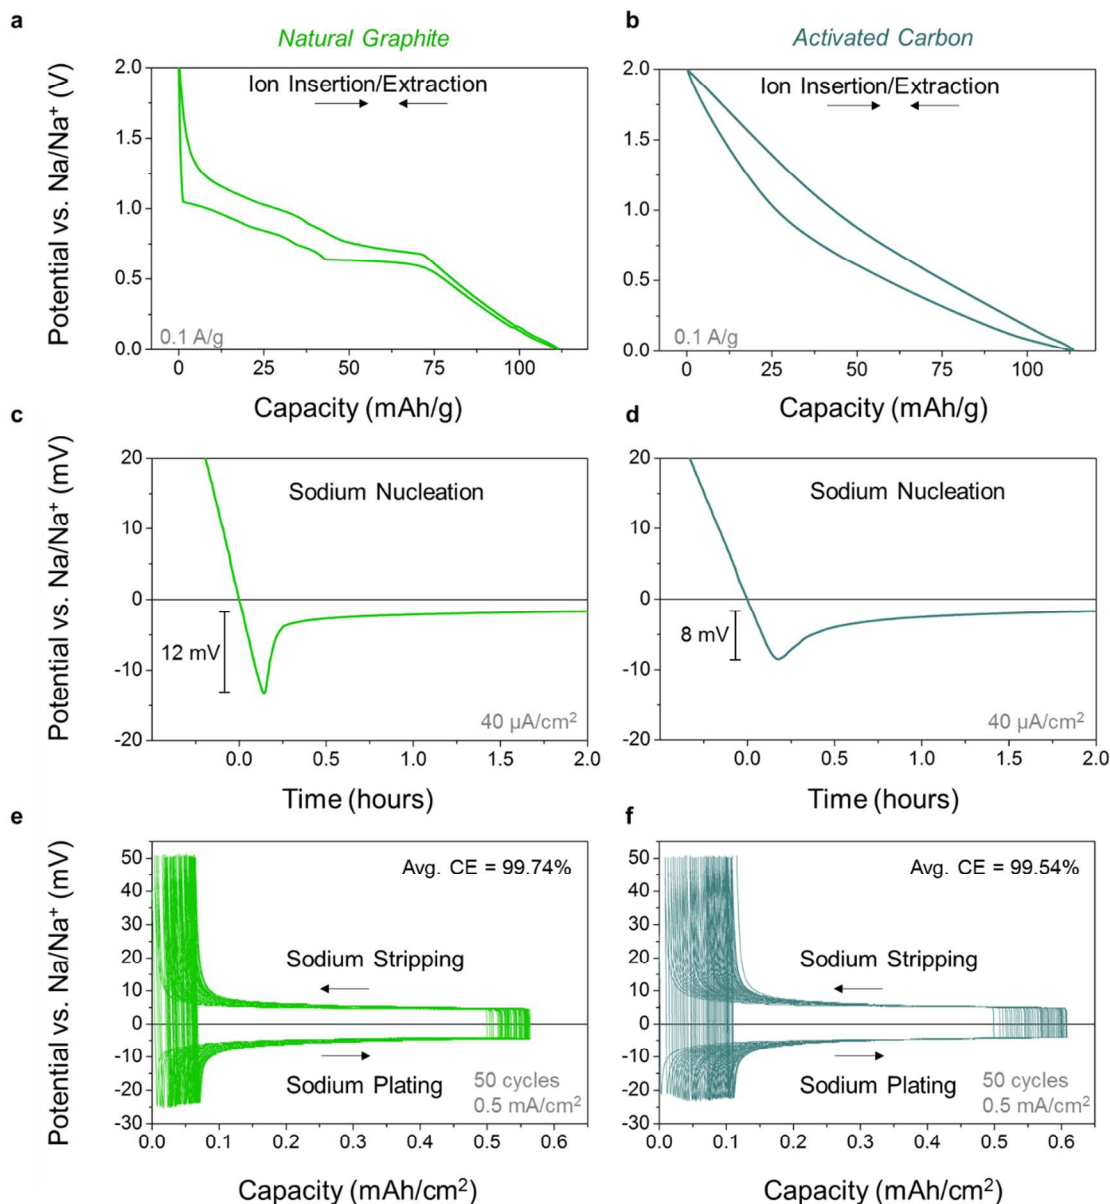 a
Natural Graphite
Potential vs. Na/Na⁺ (V)
2.0
1.5
1.0
0.5
0.0
Ion Insertion/Extraction
0.1 A/g
0 25 50 75 100
Capacity (mAh/g)
b
Activated Carbon
2.0
1.5
1.0
0.5
0.0
Ion Insertion/Extraction
0.1 A/g
0 25 50 75 100
Capacity (mAh/g)
c
Potential vs. Na/Na⁺ (mV)
20
10
0
-10
-20
Sodium Nucleation
12 mV
40 µA/cm²
0.0 0.5 1.0 1.5 2.0
Time (hours)
d
20
10
0
-10
-20
Sodium Nucleation
8 mV
40 µA/cm²
0.0 0.5 1.0 1.5 2.0
Time (hours)
e
Potential vs. Na/Na⁺ (mV)
50
40
30
20
10
0
-10
-20
-30
Avg. CE = 99.74%
Sodium Stripping
Sodium Plating
50 cycles
0.5 mA/cm²
0.0 0.1 0.2 0.3 0.4 0.5 0.6
Capacity (mAh/cm²)
f
50
40
30
20
10
0
-10
-20
-30
Avg. CE = 99.54%
Sodium Stripping
Sodium Plating
50 cycles
0.5 mA/cm²
0.0 0.1 0.2 0.3 0.4 0.5 0.6
Capacity (mAh/cm²)